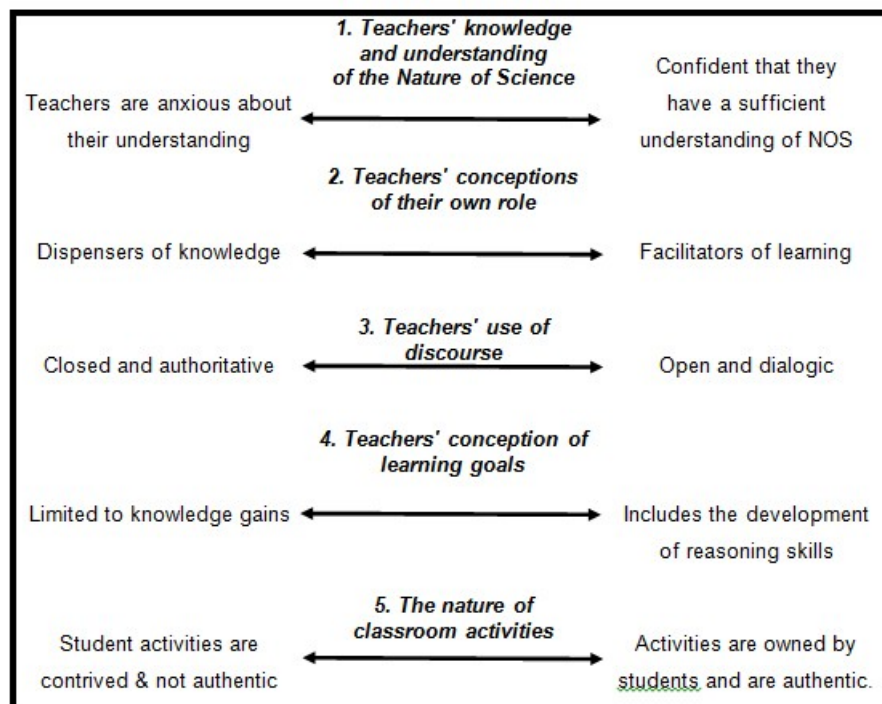 1. Teachers' knowledge
and understanding
of the Nature of Science
Teachers are anxious about
their understanding
Confident that they
have a sufficient
understanding of NOS
2. Teachers' conceptions
of their own role
Dispensers of knowledge
Facilitators of learning
3. Teachers' use of
discourse
Closed and authoritative
Open and dialogic
4. Teachers' conception of
learning goals
Limited to knowledge gains
Includes the development
of reasoning skills
5. The nature of
classroom activities
Student activities are
contrived & not authentic
Activities are owned by
students and are authentic.